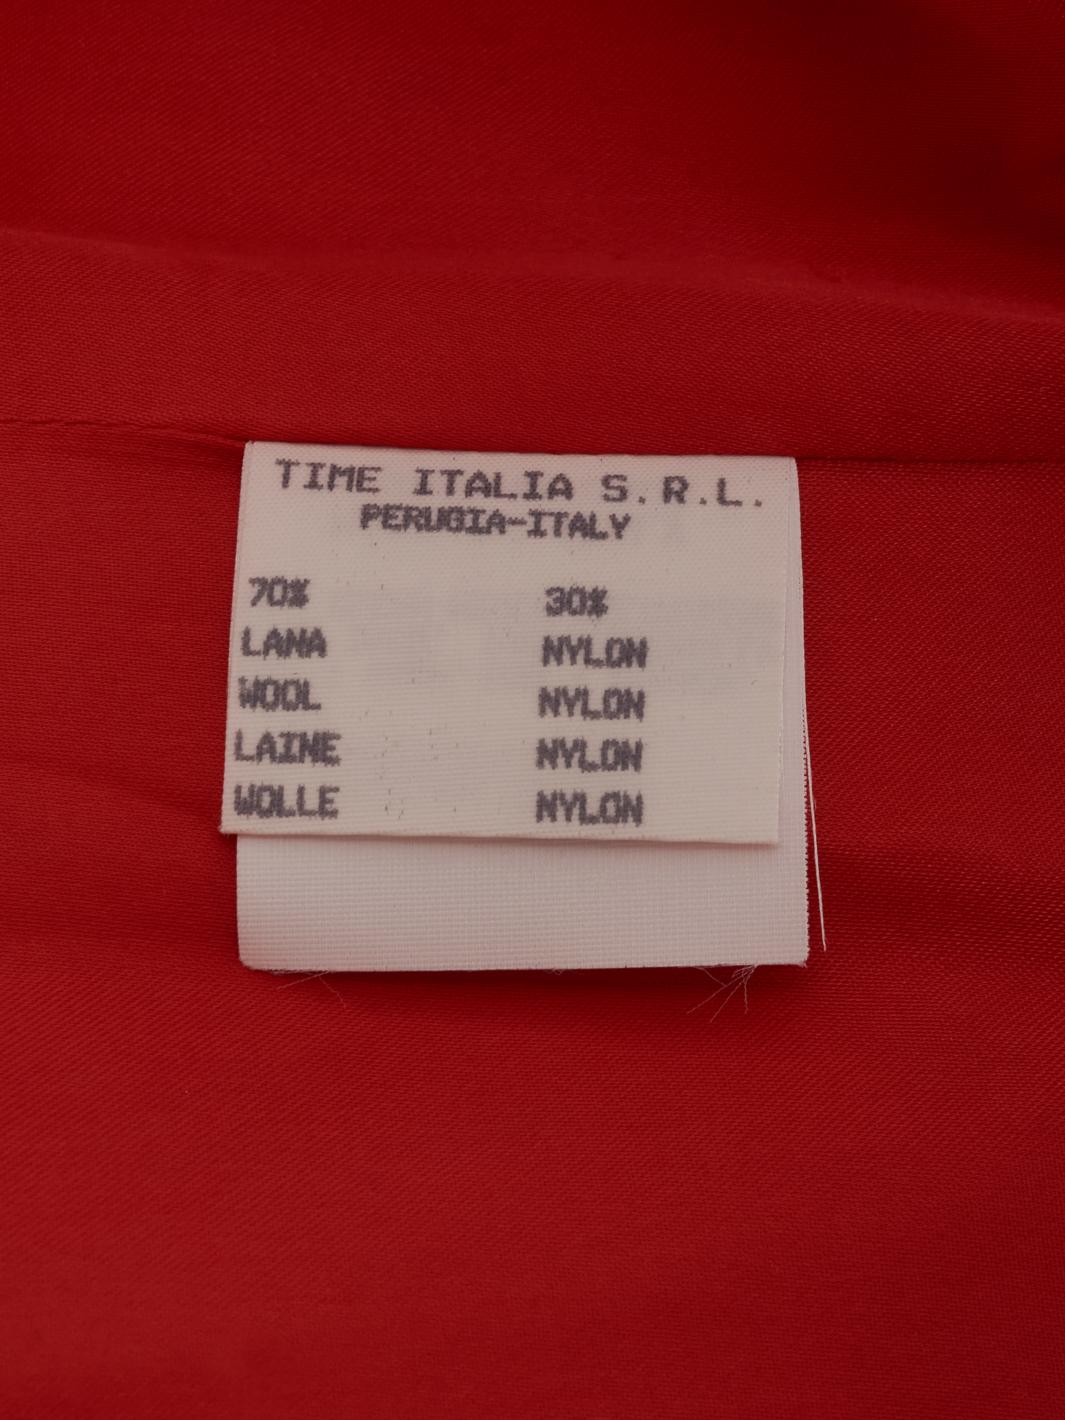 TIME ITALIA S.R.L.
PERUGIA-ITALY
70% 30%
LANA NYLON
WOOL NYLON
LAINE NYLON
WOLLE NYLON